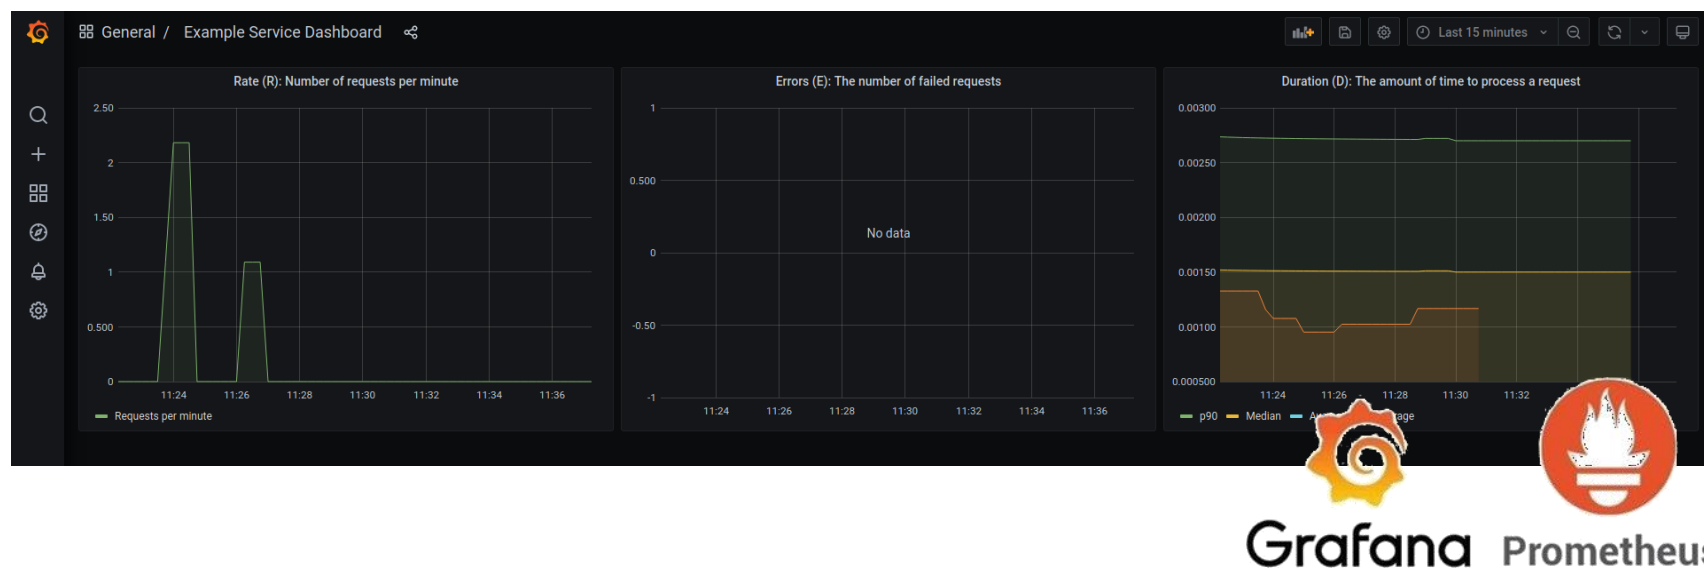 General / Example Service Dashboard
Last 15 minutes
Rate (R): Number of requests per minute
2.50
2
1.50
1
0.500
0
11:24 11:26 11:28 11:30 11:32 11:34 11:36
Requests per minute
Errors (E): The number of failed requests
1
0.500
No data
0
-0.50
-1
11:24 11:26 11:28 11:30 11:32 11:34 11:36
Duration (D): The amount of time to process a request
0.00300
0.00250
0.00200
0.00150
0.00100
0.000500
11:24 11:26 11:28 11:30 11:32
p90 Median
Grafana
Prometheus